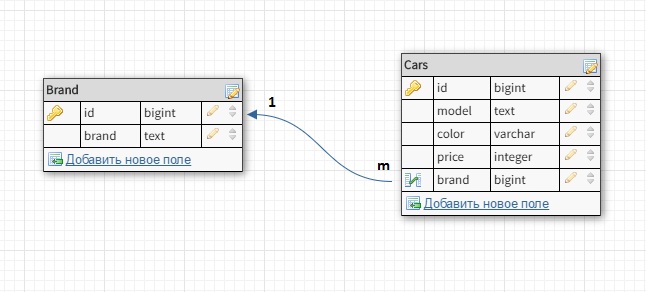 Brand
id bigint
brand text
Добавить новое поле
1
m
Cars
id bigint
model text
color varchar
price integer
brand bigint
Добавить новое поле